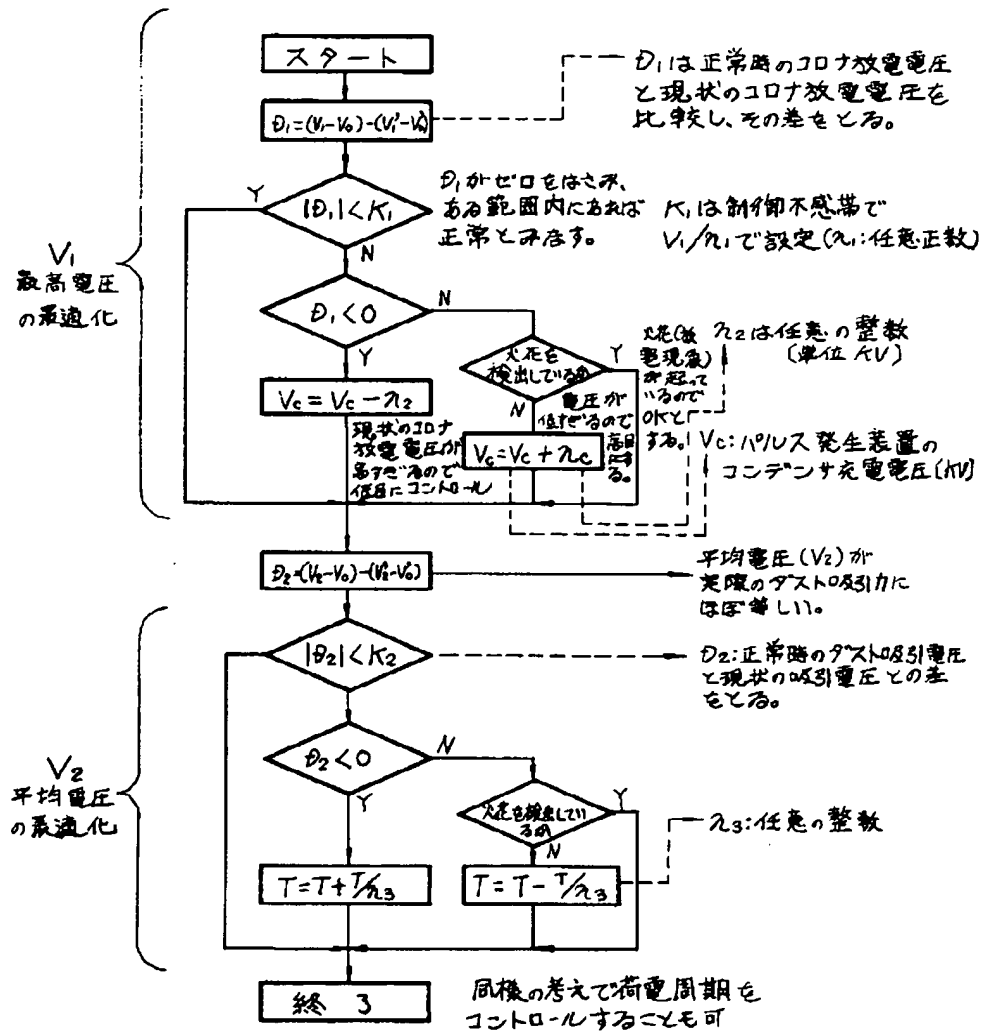 スタート
D₁=(V₁-V₀)-(V₁'-V₀')
D₁は正常時のコロナ放電電圧
と現状のコロナ放電電圧を
比較し、その差をとる。
|D₁|<K₁
Y
N
D₁がゼロをはさみ、
ある範囲内にあれば
正常とみます。
K₁は制御不感帯で
V₁/n₁で設定(n₁:任意正数)
V₁
最高電圧
の最適化
D₁<0
N
Y
火花を
検出しているか
Y
N
火花(放
電現象)
が起って
いるので
OKと
する。
n₂は任意の整数
(単位 KV)
Vc=Vc-n₂
現状のコロナ
放電電圧が
高すぎるので
低目にコントロール
電圧が
低すぎるので
高目にする。
Vc=Vc+nc
Vc:パルス発生装置の
コンデンサ充電電圧(KV)
D₂=(V₂-V₀)-(V₂'-V₀')
平均電圧(V₂)が
実際のダスト吸引力に
ほぼ等しい。
|D₂|<K₂
D₂:正常時のダスト吸引電圧
と現状の吸引電圧との差
をとる。
V₂
平均電圧
の最適化
D₂<0
N
Y
火花を検出してい
るか
Y
N
n₃:任意の整数
T=T+T/n₃
T=T-T/n₃
終 了
同様の考えで荷電周期を
コントロールすることも可